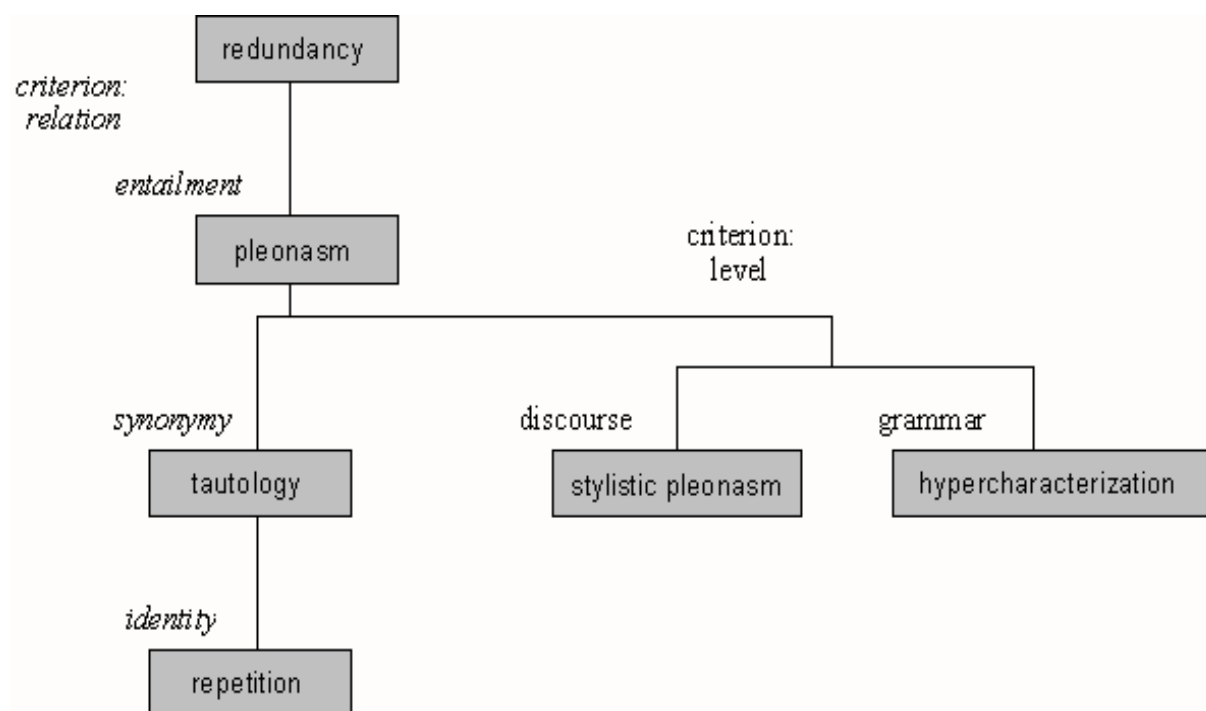 redundancy
criterion:
relation
entailment
pleonasm
criterion:
level
synonymy
discourse
grammar
tautology
stylistic pleonasm
hypercharacterization
identity
repetition